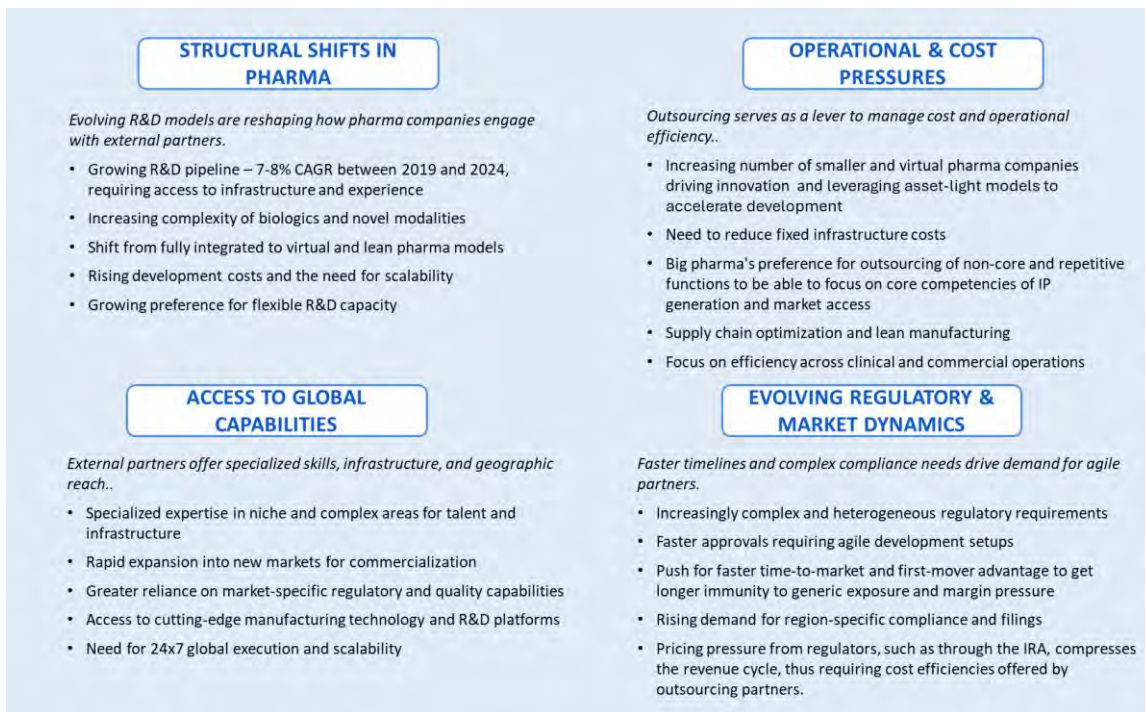 STRUCTURAL SHIFTS IN
PHARMA
Evolving R&D models are reshaping how pharma companies engage
with external partners.
• Growing R&D pipeline – 7-8% CAGR between 2019 and 2024,
requiring access to infrastructure and experience
• Increasing complexity of biologics and novel modalities
• Shift from fully integrated to virtual and lean pharma models
• Rising development costs and the need for scalability
• Growing preference for flexible R&D capacity
OPERATIONAL & COST
PRESSURES
Outsourcing serves as a lever to manage cost and operational
efficiency..
• Increasing number of smaller and virtual pharma companies
driving innovation and leveraging asset-light models to
accelerate development
• Need to reduce fixed infrastructure costs
• Big pharma's preference for outsourcing of non-core and repetitive
functions to be able to focus on core competencies of IP
generation and market access
• Supply chain optimization and lean manufacturing
• Focus on efficiency across clinical and commercial operations
ACCESS TO GLOBAL
CAPABILITIES
External partners offer specialized skills, infrastructure, and geographic
reach..
• Specialized expertise in niche and complex areas for talent and
infrastructure
• Rapid expansion into new markets for commercialization
• Greater reliance on market-specific regulatory and quality capabilities
• Access to cutting-edge manufacturing technology and R&D platforms
• Need for 24x7 global execution and scalability
EVOLVING REGULATORY &
MARKET DYNAMICS
Faster timelines and complex compliance needs drive demand for agile
partners.
• Increasingly complex and heterogeneous regulatory requirements
• Faster approvals requiring agile development setups
• Push for faster time-to-market and first-mover advantage to get
longer immunity to generic exposure and margin pressure
• Rising demand for region-specific compliance and filings
• Pricing pressure from regulators, such as through the IRA, compresses
the revenue cycle, thus requiring cost efficiencies offered by
outsourcing partners.